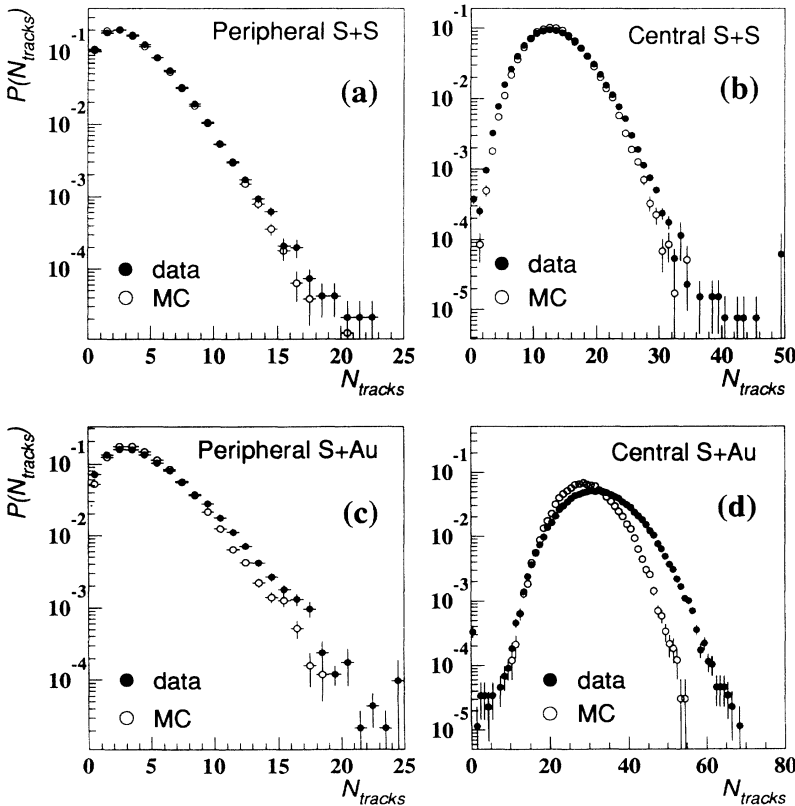 P(N_tracks)
10^-1
10^-2
10^-3
10^-4
Peripheral S+S
(a)
data
MC
0 5 10 15 20 25
N_tracks
10^-1
10^-2
10^-3
10^-4
10^-5
Central S+S
(b)
data
MC
0 10 20 30 40 50
N_tracks
P(N_tracks)
10^-1
10^-2
10^-3
10^-4
Peripheral S+Au
(c)
data
MC
0 5 10 15 20 25
N_tracks
10^-1
10^-2
10^-3
10^-4
10^-5
Central S+Au
(d)
data
MC
0 20 40 60 80
N_tracks